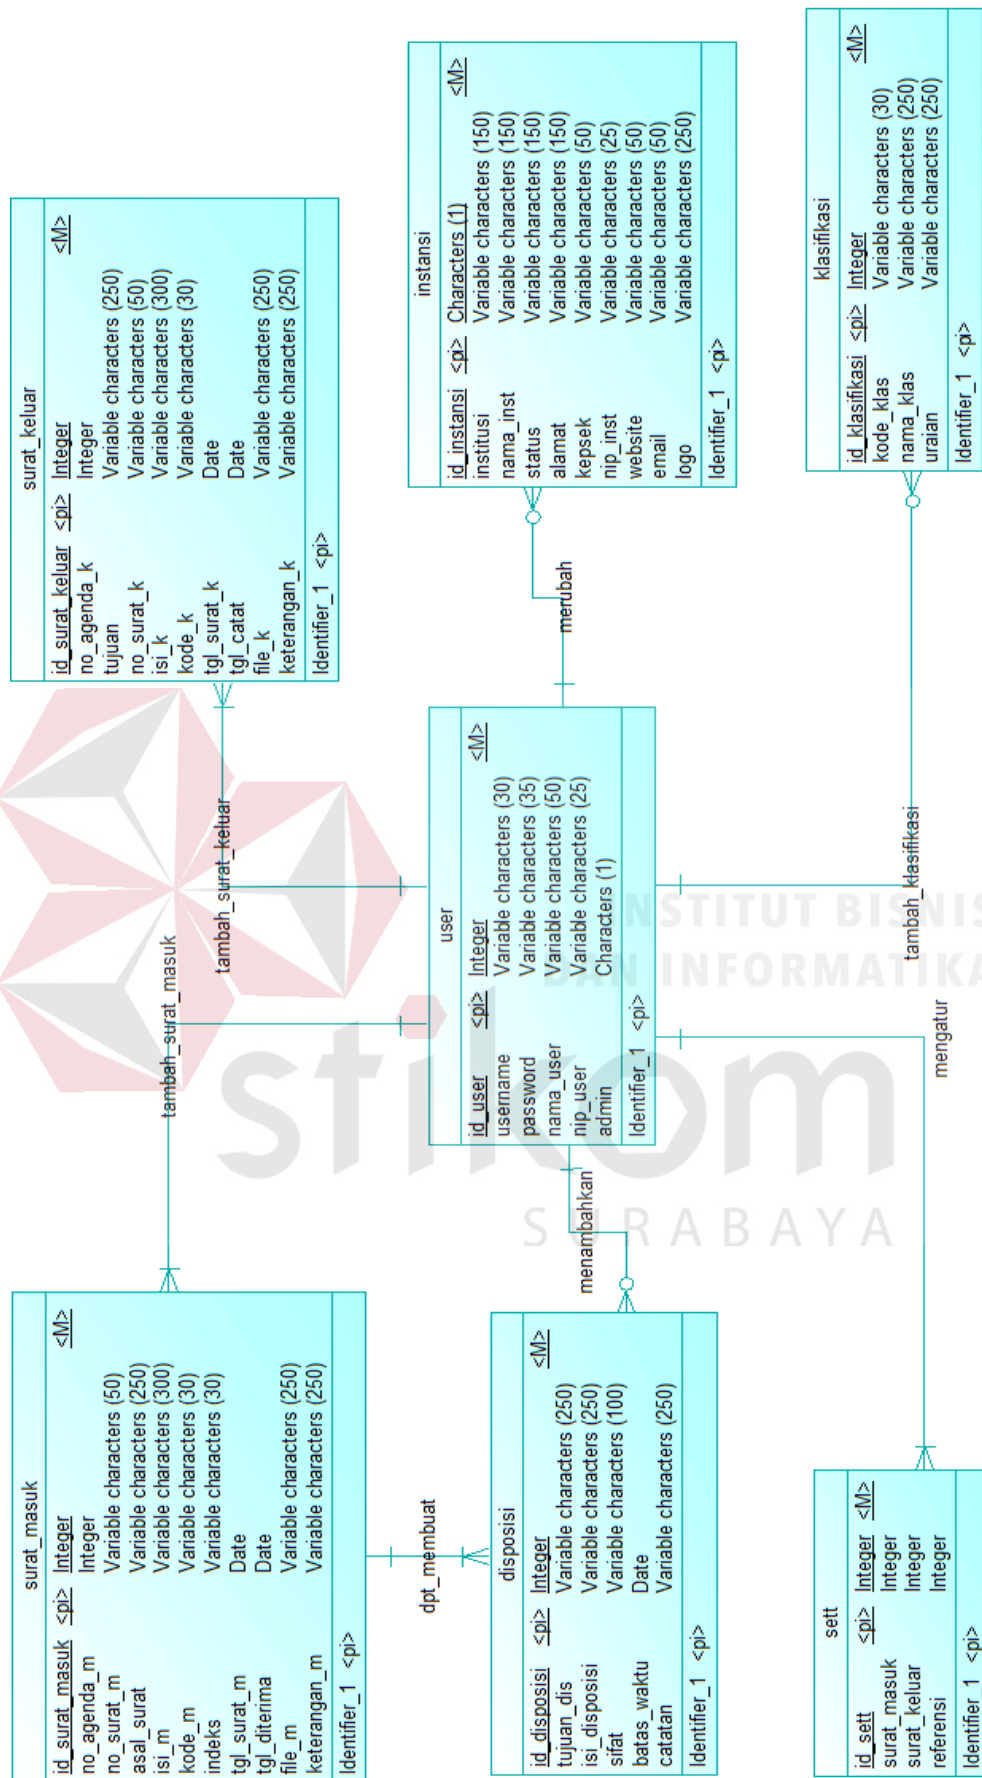 surat_masuk
id_surat_masuk <pi> Integer <M>
no_agenda_m Integer
no_surat_m Variable characters (50)
asal_surat Variable characters (250)
isi_m Variable characters (300)
kode_m Variable characters (30)
indeks Variable characters (30)
tgl_surat_m Date
tgl_diterima Date
file_m Variable characters (250)
keterangan_m Variable characters (250)
Identifier_1 <pi>
tambah_surat_masuk
tambah_surat_keluar
surat_keluar
id_surat_keluar <pi> Integer <M>
no_agenda_k Integer
tujuan Variable characters (250)
no_surat_k Variable characters (50)
isi_k Variable characters (300)
kode_k Variable characters (30)
tgl_surat_k Date
tgl_catat Date
file_k Variable characters (250)
keterangan_k Variable characters (250)
Identifier_1 <pi>
dpt_membuat
disposisi
id_disposisi <pi> Integer <M>
tujuan_dis Variable characters (250)
isi_disposisi Variable characters (250)
sifat Variable characters (100)
batas_waktu Date
catatan Variable characters (250)
Identifier_1 <pi>
menambahkan
user
id_user <pi> Integer <M>
username Variable characters (30)
password Variable characters (35)
nama_user Variable characters (50)
nip_user Variable characters (25)
admin Characters (1)
Identifier_1 <pi>
merubah
instansi
id_instansi <pi> Characters (1) <M>
institusi Variable characters (150)
nama_inst Variable characters (150)
status Variable characters (150)
alamat Variable characters (150)
kepsek Variable characters (50)
nip_inst Variable characters (25)
website Variable characters (50)
email Variable characters (50)
logo Variable characters (250)
Identifier_1 <pi>
sett
id_sett <pi> Integer <M>
surat_masuk Integer
surat_keluar Integer
referensi Integer
Identifier_1 <pi>
mengatur
tambah_klasifikasi
klasifikasi
id_klasifikasi <pi> Integer <M>
kode_klas Variable characters (30)
nama_klas Variable characters (250)
uraian Variable characters (250)
Identifier_1 <pi>
INSTITUT BISNIS
DAN INFORMATIKA
stikom
SURABAYA